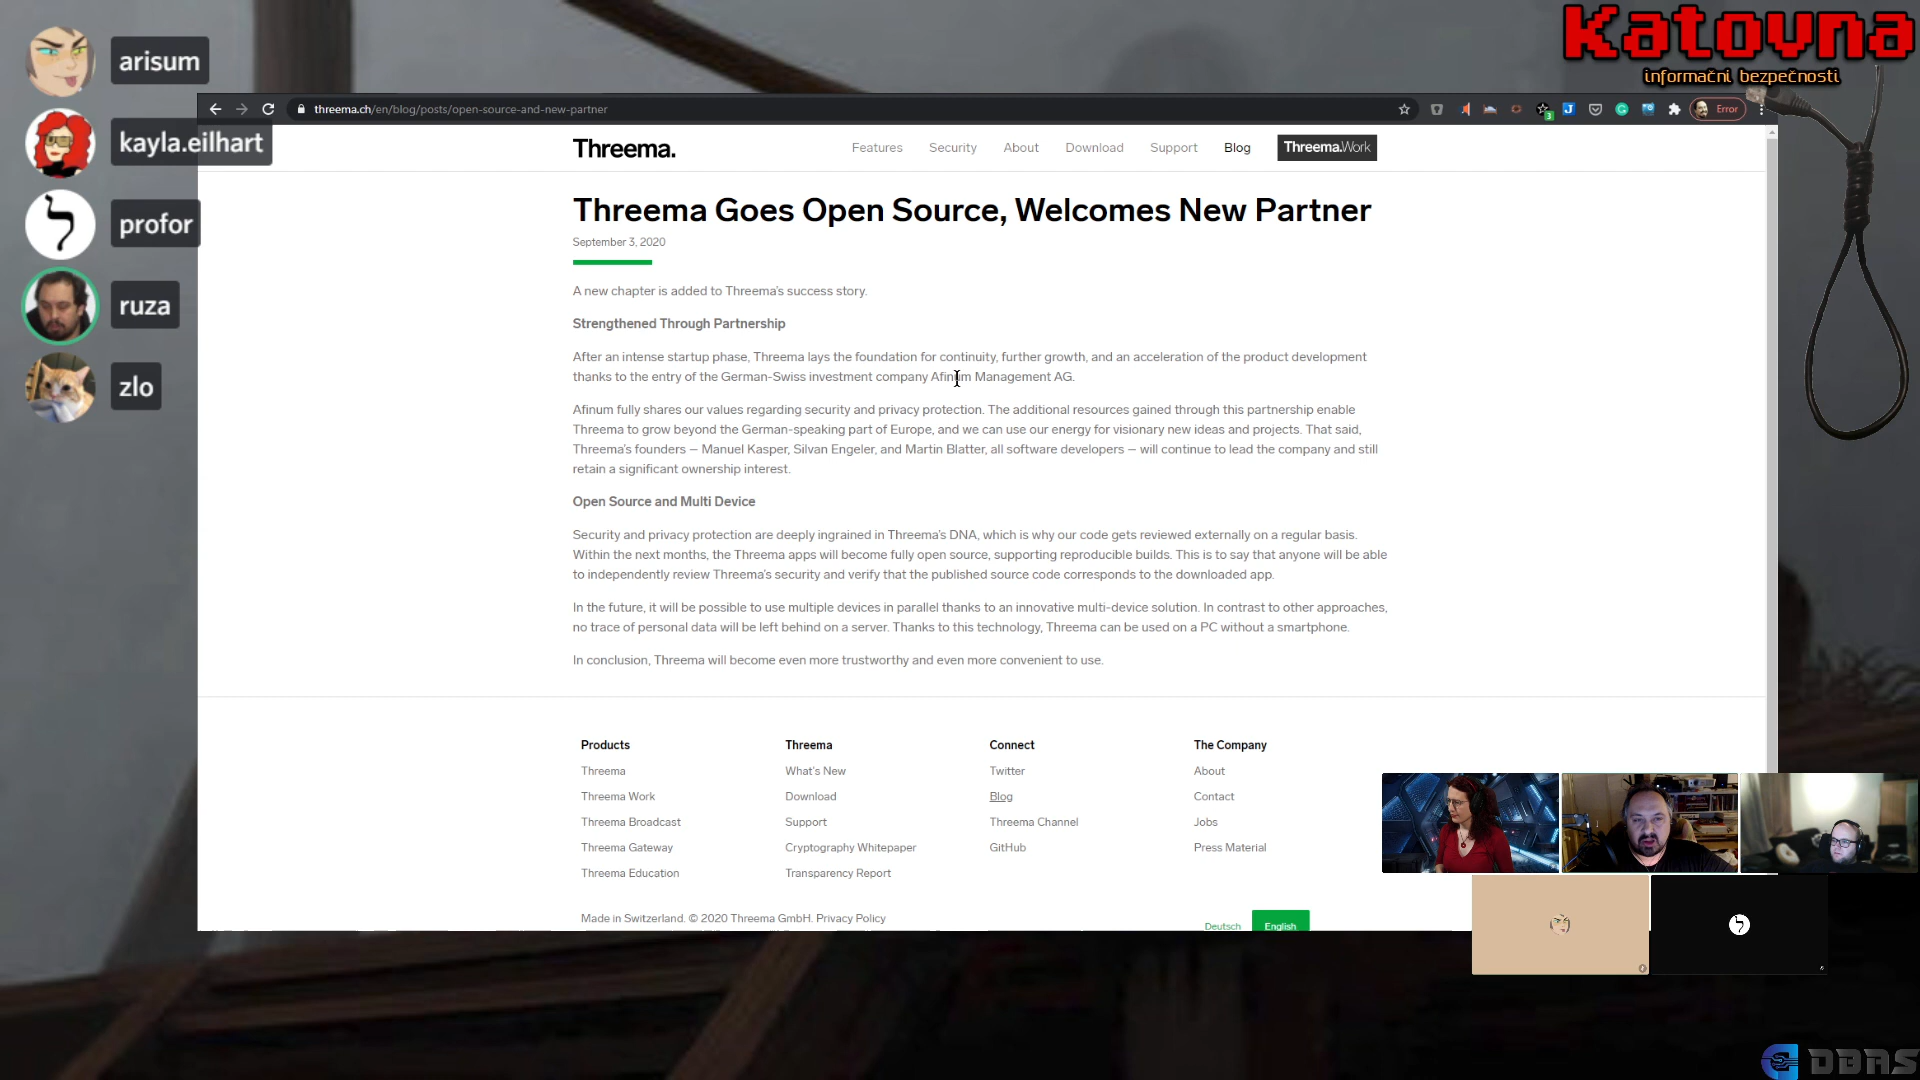 Katovna
informační bezpečnosti
arisum
kayla.eilhart
profor
ruza
zlo
threema.ch/en/blog/posts/open-source-and-new-partner
Error
Threema.
Features
Security
About
Download
Support
Blog
Threema.Work
Threema Goes Open Source, Welcomes New Partner
September 3, 2020
A new chapter is added to Threema's success story.
Strengthened Through Partnership
After an intense startup phase, Threema lays the foundation for continuity, further growth, and an acceleration of the product development
thanks to the entry of the German-Swiss investment company Afinum Management AG.
Afinum fully shares our values regarding security and privacy protection. The additional resources gained through this partnership enable
Threema to grow beyond the German-speaking part of Europe, and we can use our energy for visionary new ideas and projects. That said,
Threema's founders – Manuel Kasper, Silvan Engeler, and Martin Blatter, all software developers – will continue to lead the company and still
retain a significant ownership interest.
Open Source and Multi Device
Security and privacy protection are deeply ingrained in Threema's DNA, which is why our code gets reviewed externally on a regular basis.
Within the next months, the Threema apps will become fully open source, supporting reproducible builds. This is to say that anyone will be able
to independently review Threema's security and verify that the published source code corresponds to the downloaded app.
In the future, it will be possible to use multiple devices in parallel thanks to an innovative multi-device solution. In contrast to other approaches,
no trace of personal data will be left behind on a server. Thanks to this technology, Threema can be used on a PC without a smartphone.
In conclusion, Threema will become even more trustworthy and even more convenient to use.
Products
Threema
Threema Work
Threema Broadcast
Threema Gateway
Threema Education
Threema
What's New
Download
Support
Cryptography Whitepaper
Transparency Report
Connect
Twitter
Blog
Threema Channel
GitHub
The Company
About
Contact
Jobs
Press Material
Made in Switzerland. © 2020 Threema GmbH. Privacy Policy
Deutsch
English
DBAS